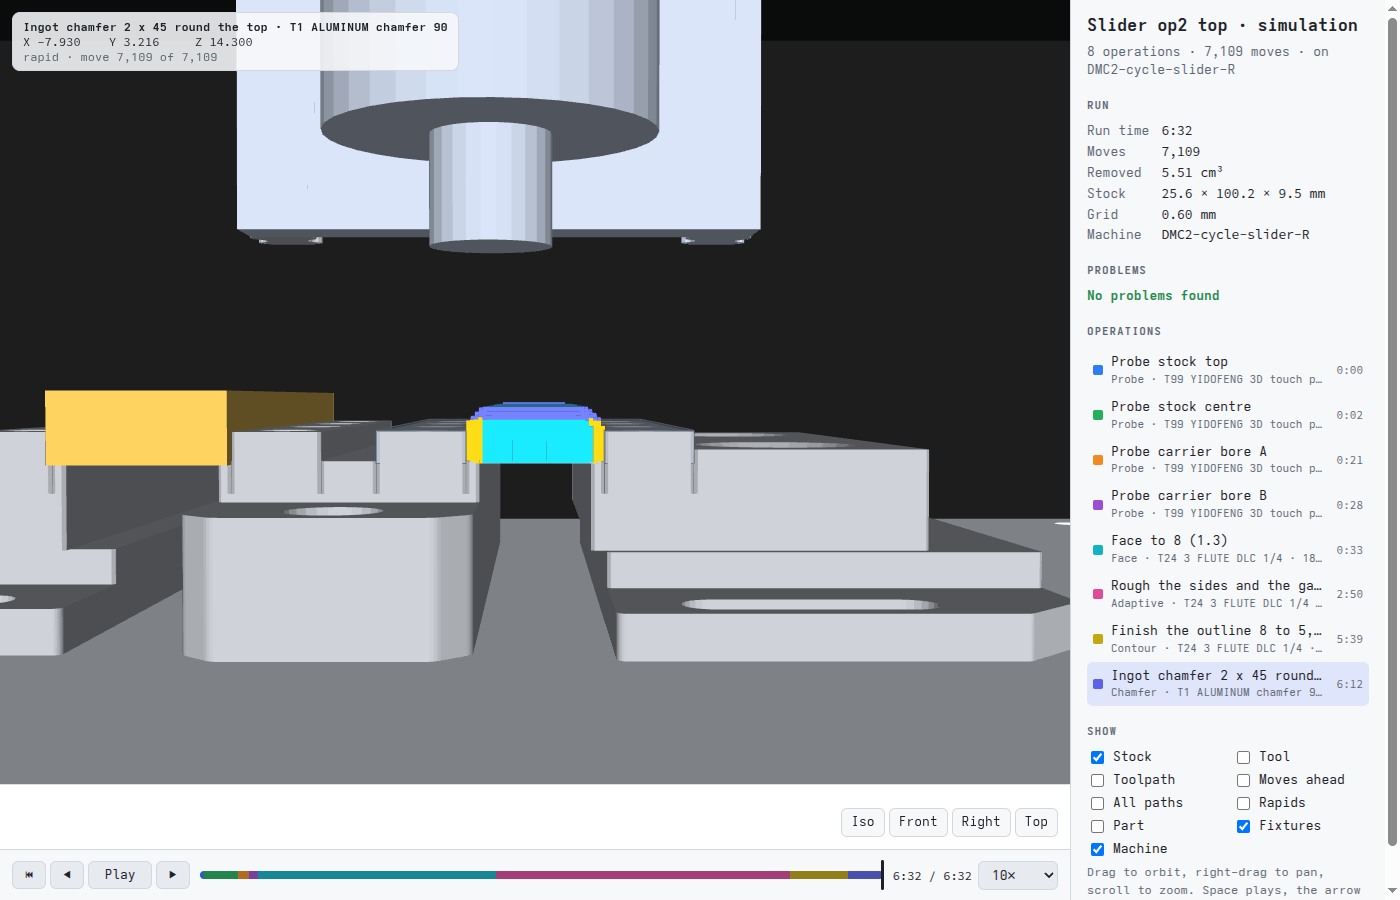 Ingot chamfer 2 x 45 round the top · T1 ALUMINUM chamfer 90
X -7.930 Y 3.216 Z 14.300
rapid · move 7,109 of 7,109
Slider op2 top · simulation
8 operations · 7,109 moves · on
DMC2-cycle-slider-R
RUN
Run time 6:32
Moves 7,109
Removed 5.51 cm³
Stock 25.6 × 100.2 × 9.5 mm
Grid 0.60 mm
Machine DMC2-cycle-slider-R
PROBLEMS
No problems found
OPERATIONS
Probe stock top
Probe · T99 YIDOFENG 3D touch p… 0:00
Probe stock centre
Probe · T99 YIDOFENG 3D touch p… 0:02
Probe carrier bore A
Probe · T99 YIDOFENG 3D touch p… 0:21
Probe carrier bore B
Probe · T99 YIDOFENG 3D touch p… 0:28
Face to 8 (1.3)
Face · T24 3 FLUTE DLC 1/4 · 18… 0:33
Rough the sides and the ga…
Adaptive · T24 3 FLUTE DLC 1/4 … 2:50
Finish the outline 8 to 5,…
Contour · T24 3 FLUTE DLC 1/4 ·… 5:39
Ingot chamfer 2 x 45 round…
Chamfer · T1 ALUMINUM chamfer 9… 6:12
SHOW
Stock Tool
Toolpath Moves ahead
All paths Rapids
Part Fixtures
Machine
Drag to orbit, right-drag to pan,
scroll to zoom. Space plays, the arrow
Iso Front Right Top
Play 6:32 / 6:32 10×